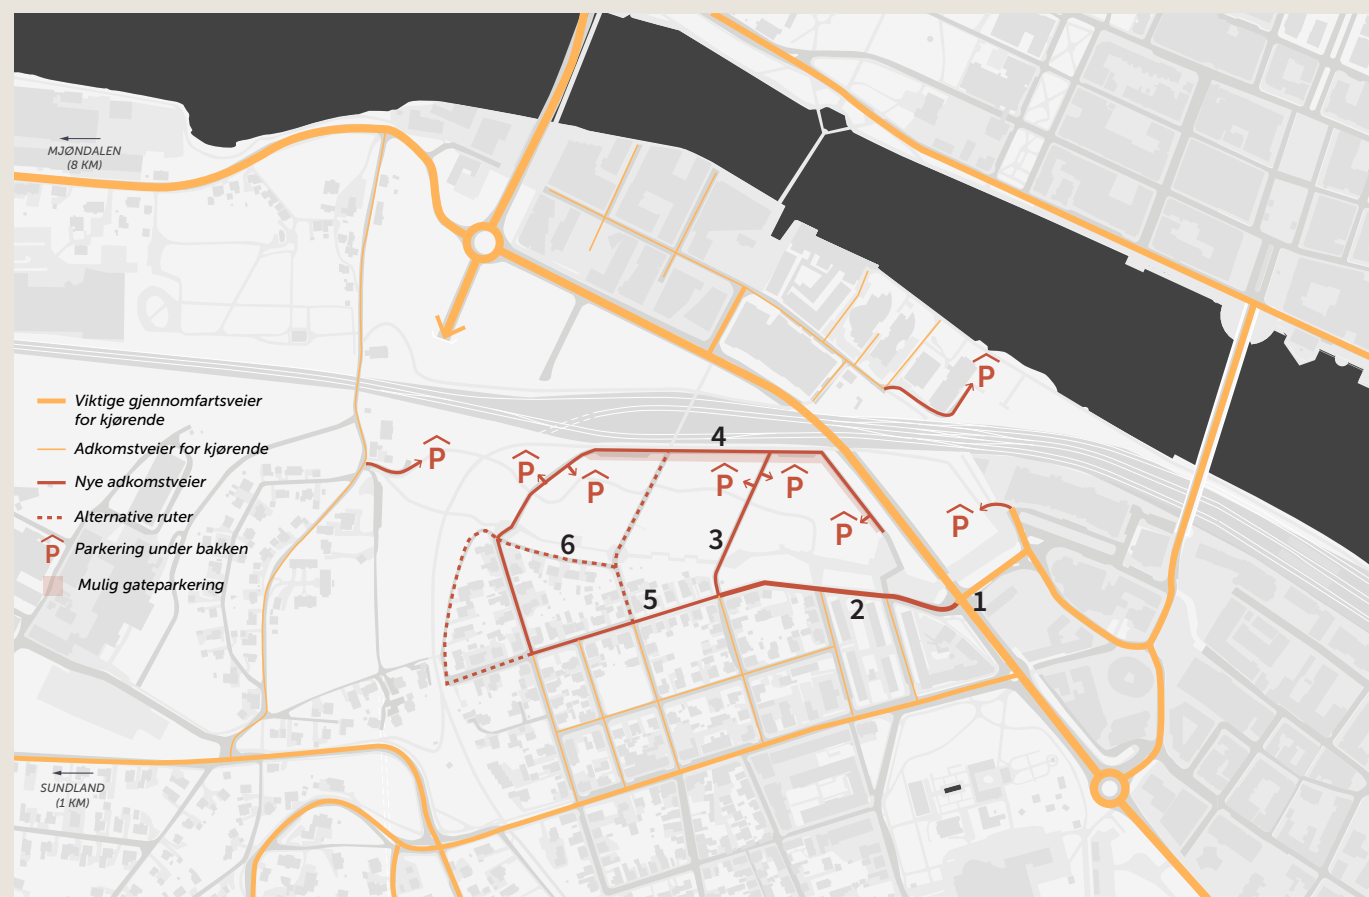 MJØNDALEN
(8 KM)
Viktige gjennomfartsveier
for kjørende
Adkomstveier for kjørende
Nye adkomstveier
Alternative ruter
P Parkering under bakken
Mulig gateparkering
P
P
4
P
P
P
P
P
P
3
6
5
2
1
SUNDLAND
(1 KM)